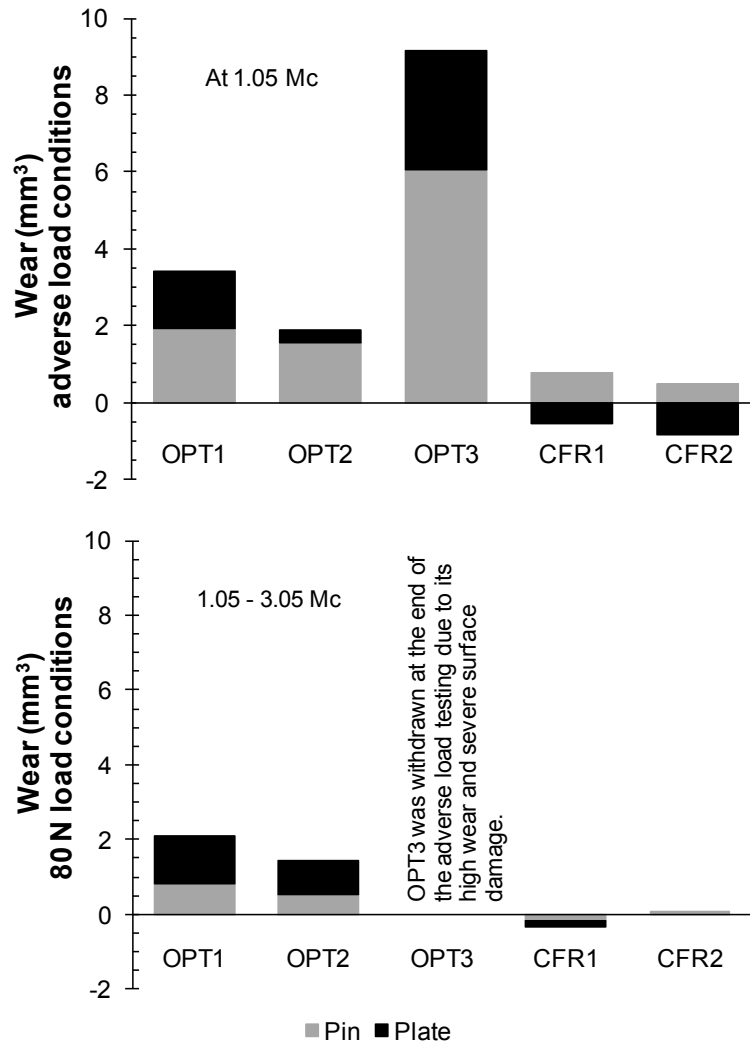 Wear (mm³)
adverse load conditions
10
8
6
4
2
0
-2
At 1.05 Mc
OPT1 OPT2 OPT3 CFR1 CFR2
Wear (mm³)
80 N load conditions
10
8
6
4
2
0
-2
1.05 - 3.05 Mc
OPT3 was withdrawn at the end of
the adverse load testing due to its
high wear and severe surface
damage.
OPT1 OPT2 OPT3 CFR1 CFR2
Pin Plate